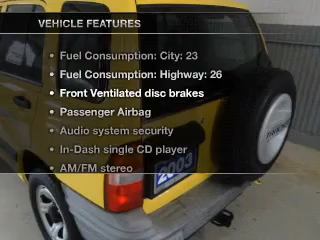 VEHICLE FEATURES
• Fuel Consumption: City: 23
• Fuel Consumption: Highway: 26
• Front Ventilated disc brakes
• Passenger Airbag
• Audio system security
• In-Dash single CD player
• AM/FM stereo
2003